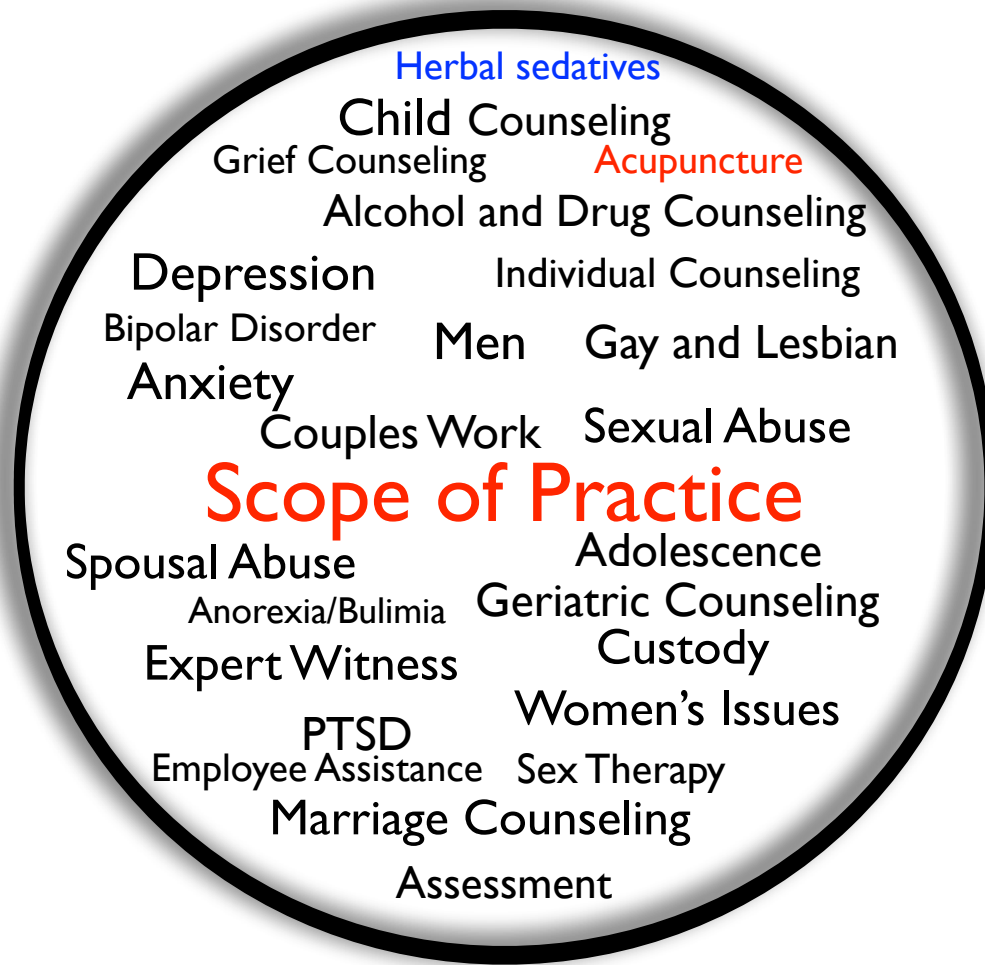 Herbal sedatives
Child Counseling
Grief Counseling
Acupuncture
Alcohol and Drug Counseling
Depression
Individual Counseling
Bipolar Disorder
Men
Gay and Lesbian
Anxiety
Couples Work
Sexual Abuse
Scope of Practice
Spousal Abuse
Adolescence
Anorexia/Bulimia
Geriatric Counseling
Expert Witness
Custody
Women's Issues
PTSD
Employee Assistance
Sex Therapy
Marriage Counseling
Assessment